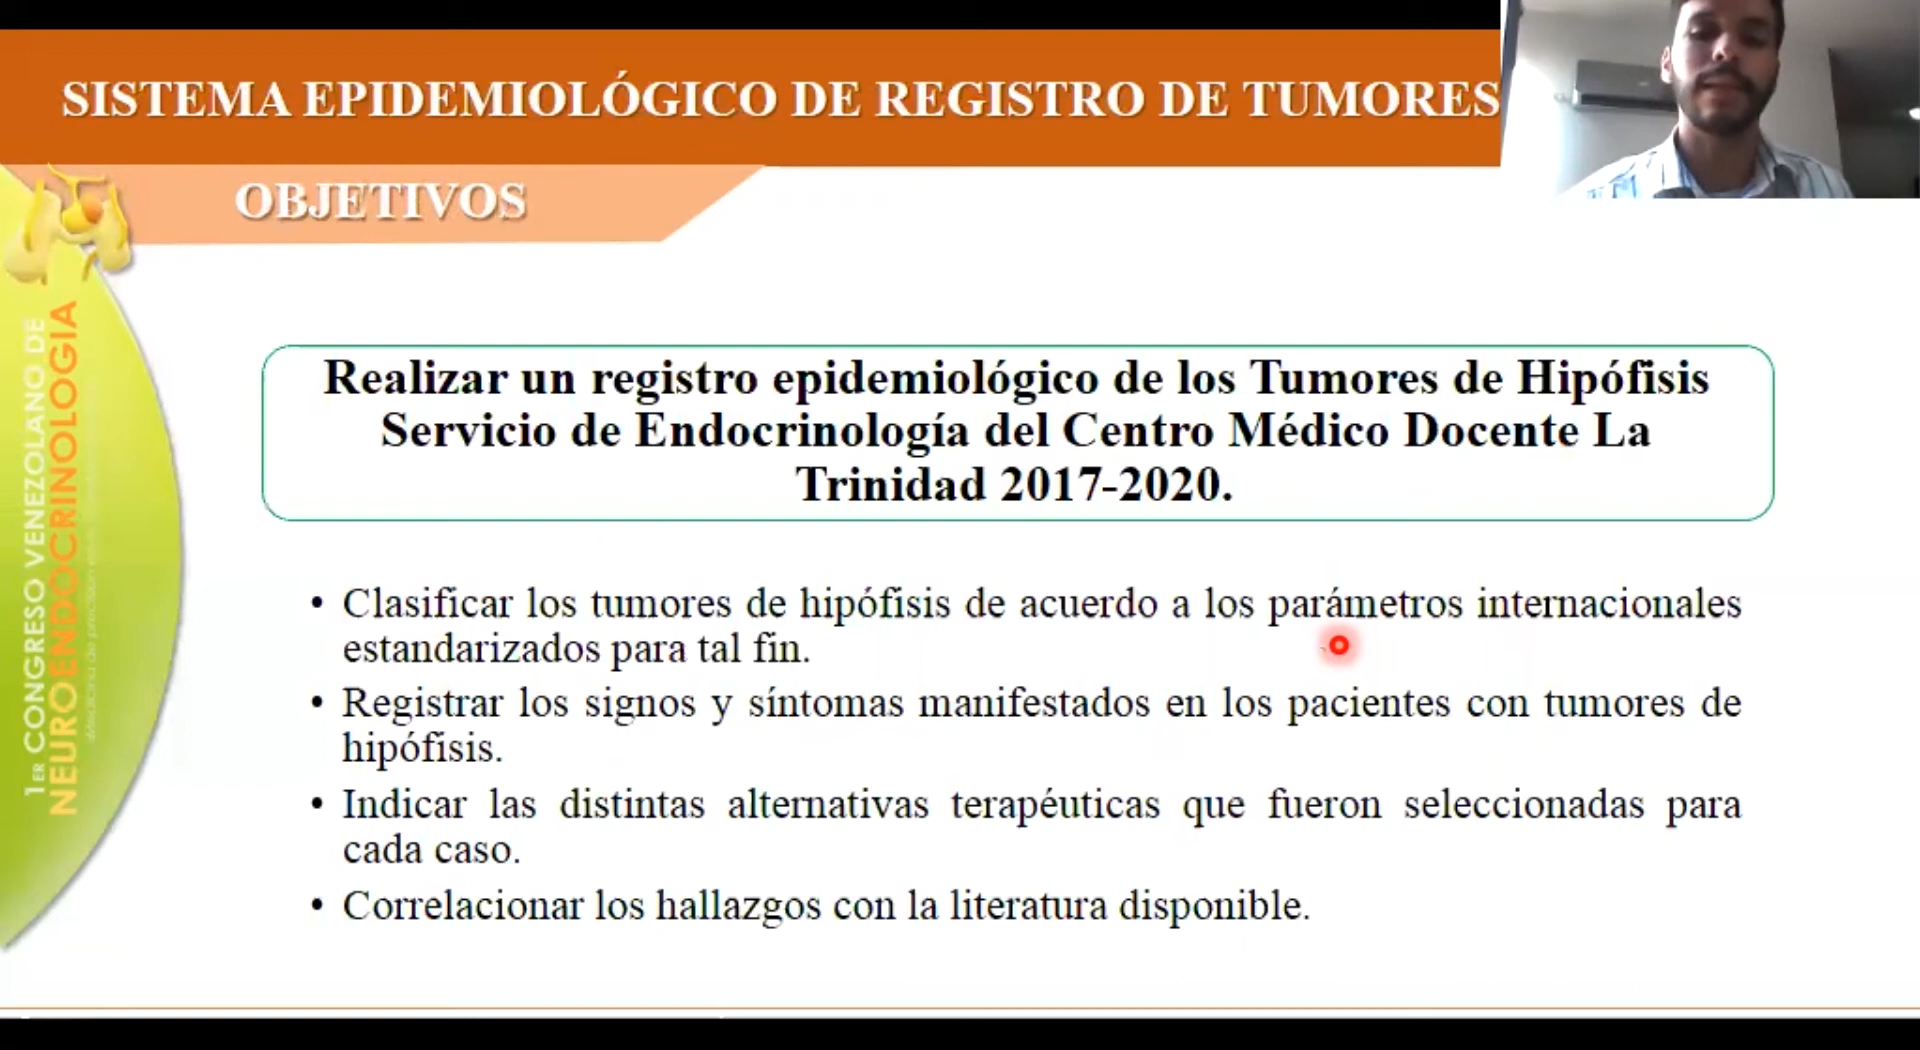 SISTEMA EPIDEMIOLÓGICO DE REGISTRO DE TUMORES
OBJETIVOS
1ER CONGRESO VENEZOLANO DE
NEUROENDOCRINOLOGIA
Realizar un registro epidemiológico de los Tumores de Hipófisis
Servicio de Endocrinología del Centro Médico Docente La
Trinidad 2017-2020.
• Clasificar los tumores de hipófisis de acuerdo a los parámetros internacionales
estandarizados para tal fin.
• Registrar los signos y síntomas manifestados en los pacientes con tumores de
hipófisis.
• Indicar las distintas alternativas terapéuticas que fueron seleccionadas para
cada caso.
• Correlacionar los hallazgos con la literatura disponible.